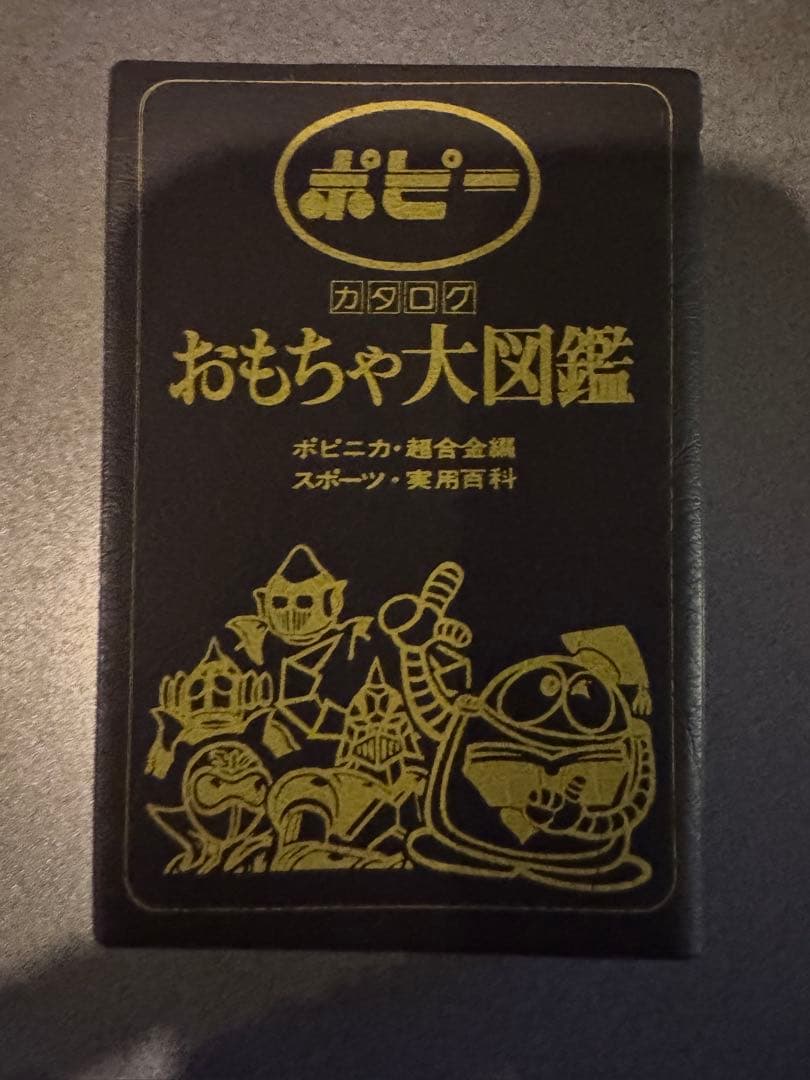 ポピー
カタログ
おもちゃ大図鑑
ポピニカ・超合金編
スポーツ・実用百科